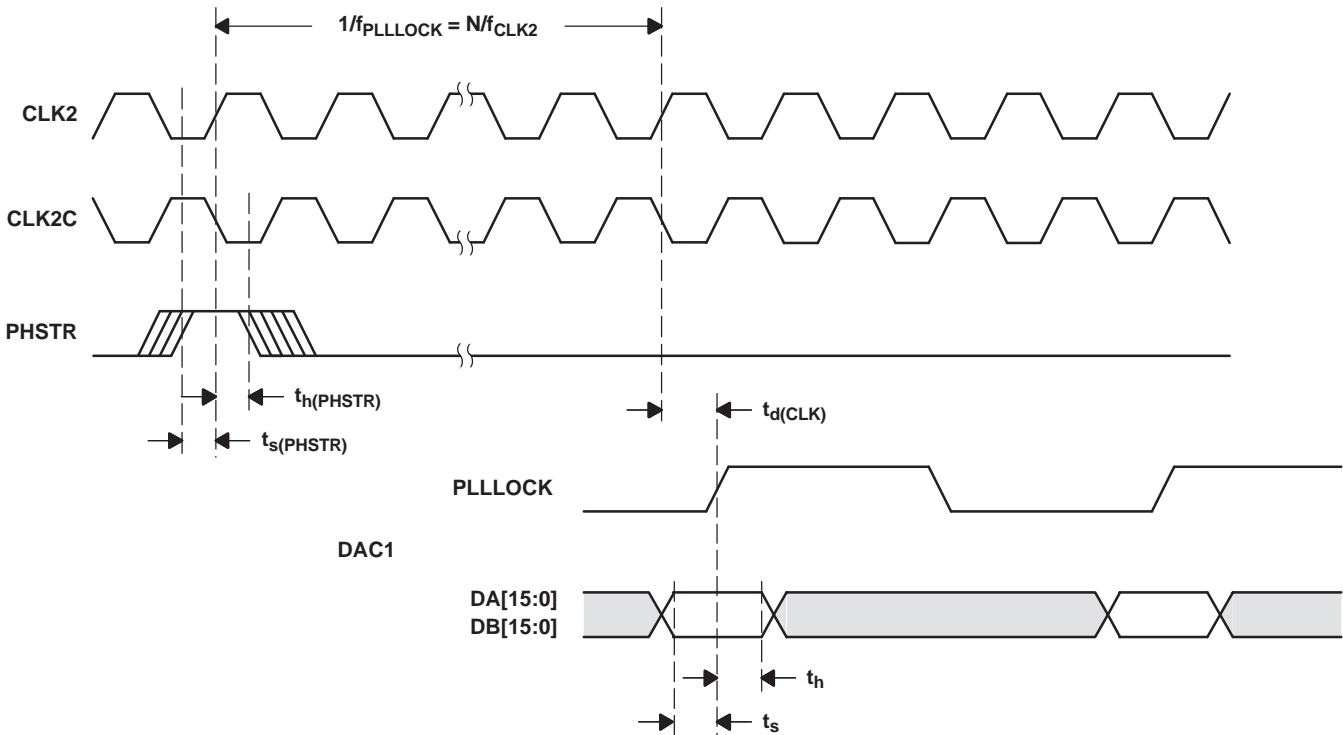 1/fPLLLOCK = N/fCLK2
CLK2
CLK2C
PHSTR
th(PHSTR)
td(CLK)
ts(PHSTR)
PLLLOCK
DAC1
DA[15:0]
DB[15:0]
th
ts